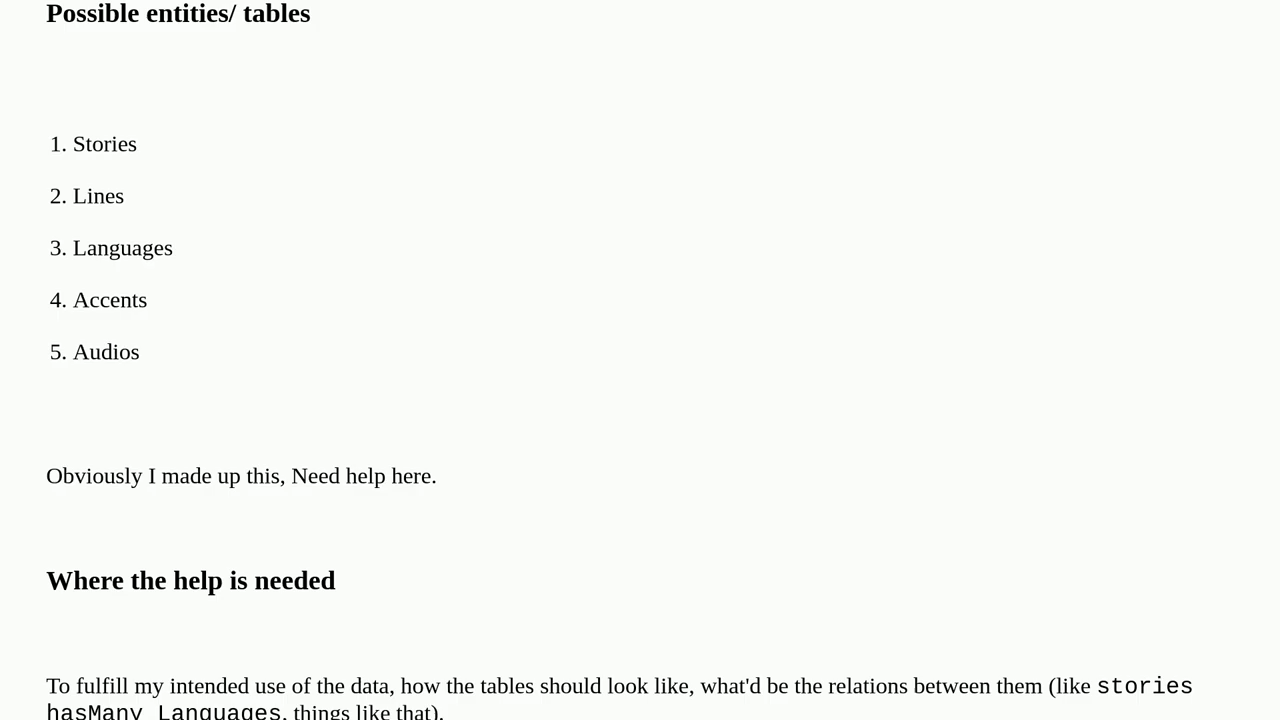 Possible entities/ tables
1. Stories
2. Lines
3. Languages
4. Accents
5. Audios
Obviously I made up this, Need help here.
Where the help is needed
To fulfill my intended use of the data, how the tables should look like, what'd be the relations between them (like stories
hasMany Languages, things like that).